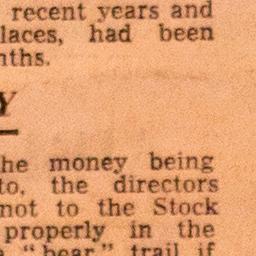 recent years and
laces, had been
nths.
Y
he money being
to, the directors
not to the Stock
properly in the
"bear" trail if